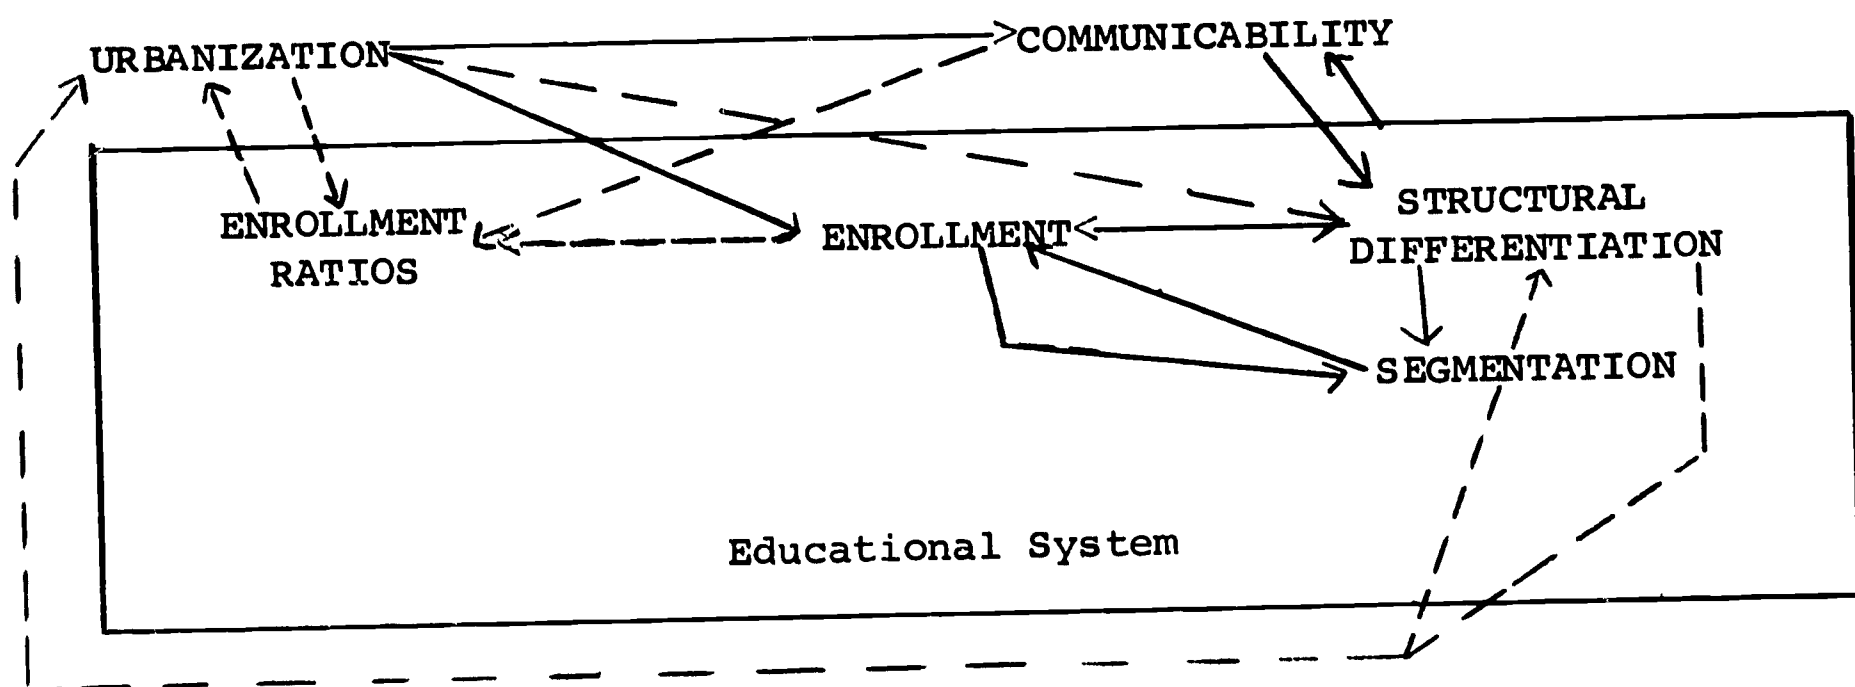 URBANIZATION
COMMUNICABILITY
ENROLLMENT
RATIOS
ENROLLMENT
STRUCTURAL
DIFFERENTIATION
SEGMENTATION
Educational System